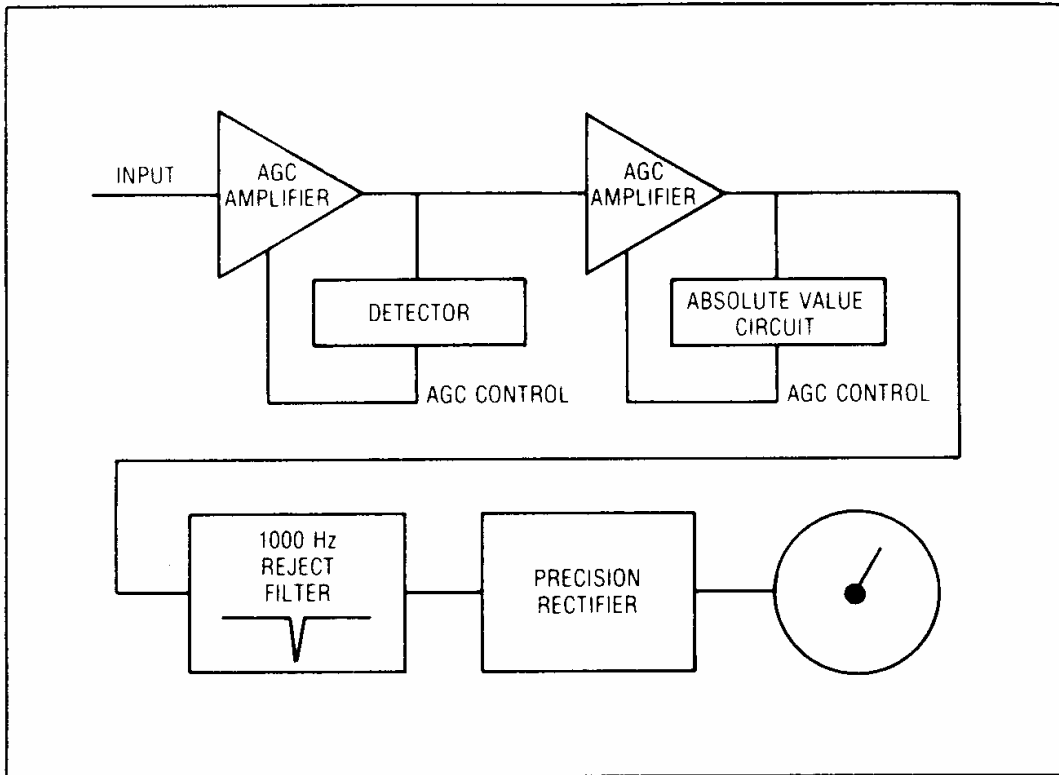 INPUT
AGC
AMPLIFIER
DETECTOR
AGC CONTROL
AGC
AMPLIFIER
ABSOLUTE VALUE
CIRCUIT
AGC CONTROL
1000 Hz
REJECT
FILTER
PRECISION
RECTIFIER